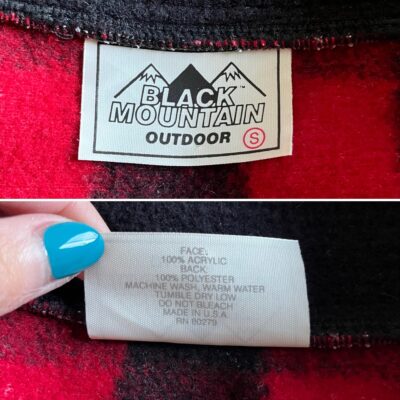 BLACK™
MOUNTAIN
OUTDOOR S
FACE:
100% ACRYLIC
BACK:
100% POLYESTER
MACHINE WASH, WARM WATER
TUMBLE DRY LOW
DO NOT BLEACH
MADE IN U.S.A
RN 80279